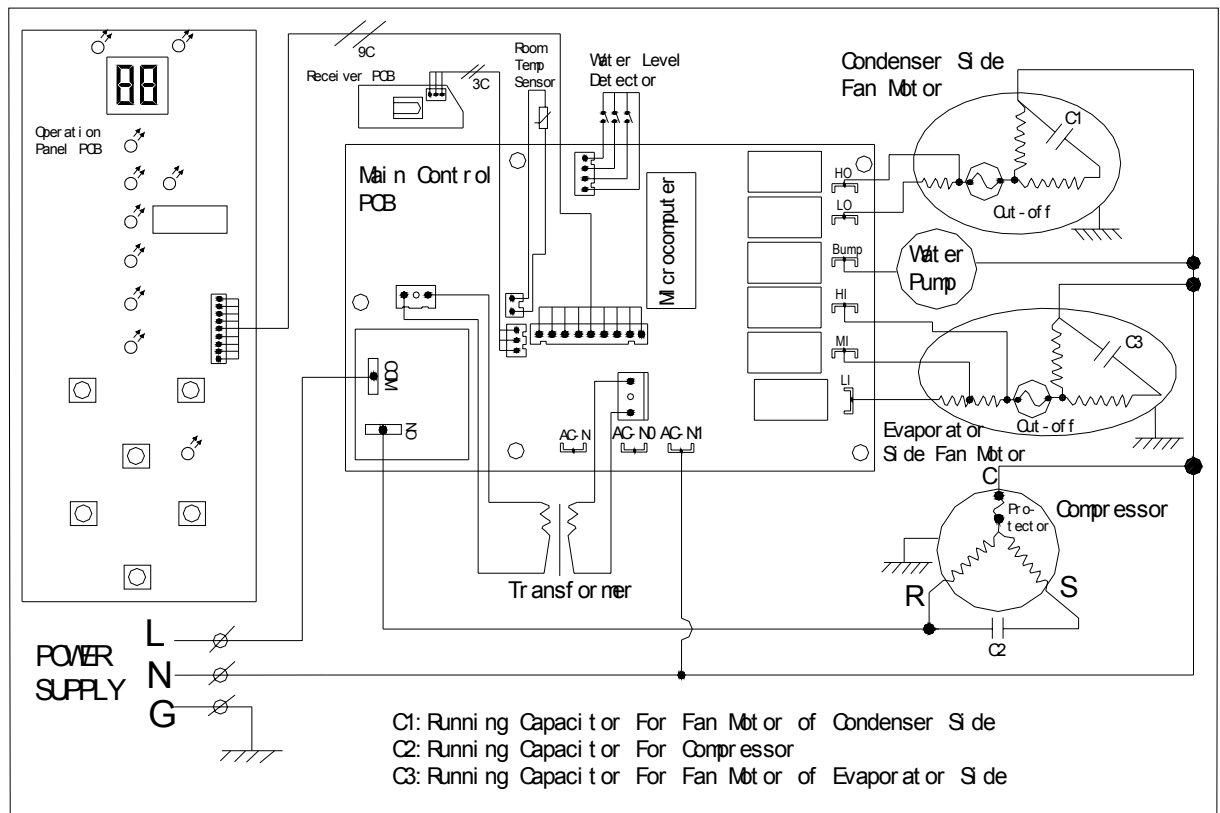 88
Operation
Panel PCB
9C
Receiver PCB
3C
Room
Temp
Sensor
Water Level
Detector
Main Control
PCB
Microcomputer
COM
NO
HO
LO
Bump
HI
MI
LI
AC-N
AC-N0
AC-N1
Condenser Side
Fan Motor
C1
Cut-off
Water
Pump
C3
Cut-off
Evaporator
Side Fan Motor
C
Pro-
tector
Compressor
R
S
C2
Transformer
POWER
SUPPLY
L
N
G
C1: Running Capacitor For Fan Motor of Condenser Side
C2: Running Capacitor For Compressor
C3: Running Capacitor For Fan Motor of Evaporator Side